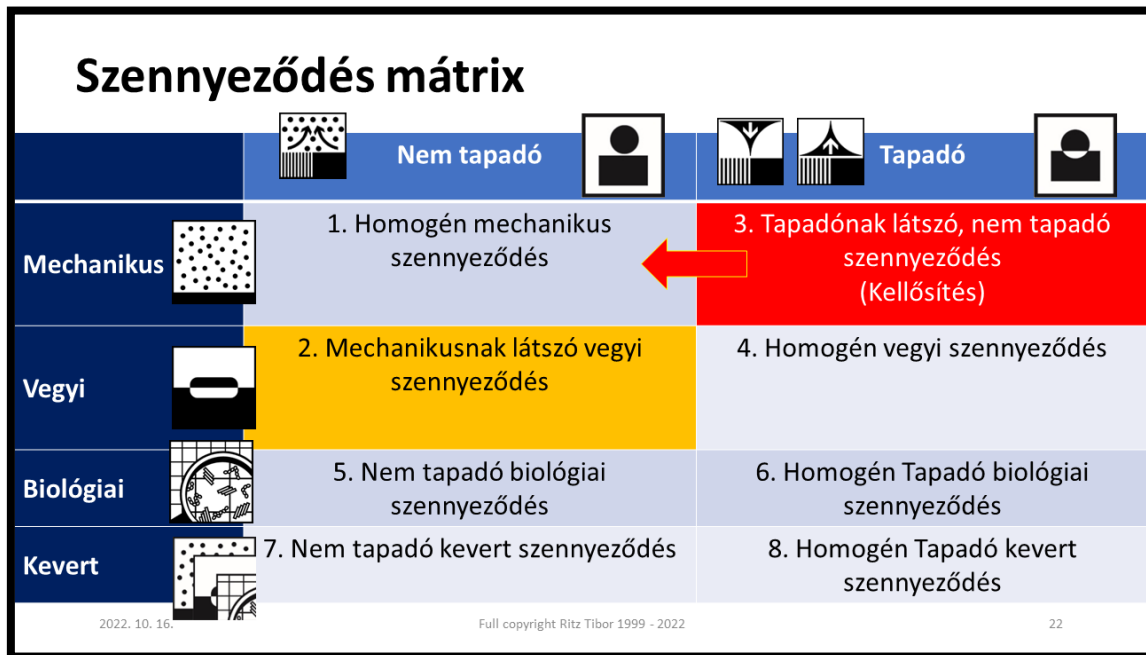 Szennyeződés mátrix
Nem tapadó
Tapadó
Mechanikus
1. Homogén mechanikus
szennyeződés
3. Tapadónak látszó, nem tapadó
szennyeződés
(Kellősítés)
Vegyi
2. Mechanikusnak látszó vegyi
szennyeződés
4. Homogén vegyi szennyeződés
Biológiai
5. Nem tapadó biológiai
szennyeződés
6. Homogén Tapadó biológiai
szennyeződés
Kevert
7. Nem tapadó kevert szennyeződés
8. Homogén Tapadó kevert
szennyeződés
2022. 10. 16.
Full copyright Ritz Tibor 1999 - 2022
22